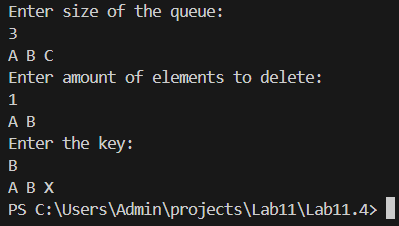 Enter size of the queue:
3
A B C
Enter amount of elements to delete:
1
A B
Enter the key:
B
A B X
PS C:\Users\Admin\projects\Lab11\Lab11.4>